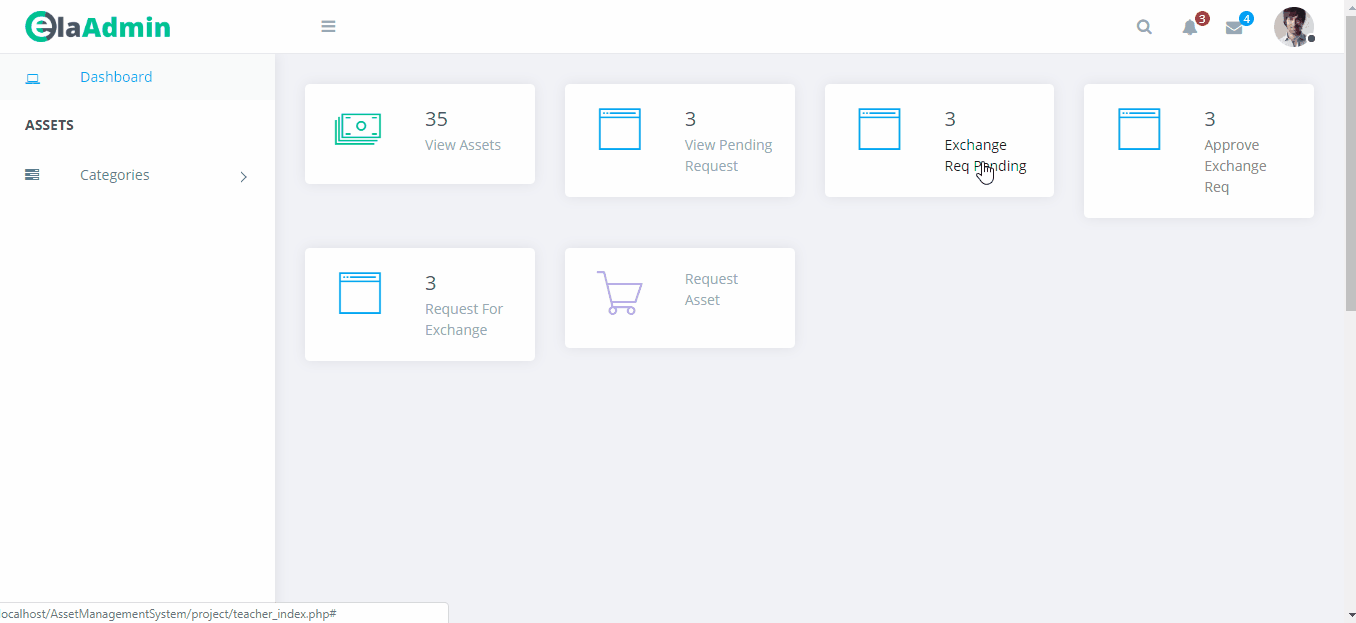 elaAdmin
3
4
Dashboard
ASSETS
Categories
35
View Assets
3
View Pending
Request
3
Exchange
Req Pending
3
Approve
Exchange
Req
3
Request For
Exchange
Request
Asset
localhost/AssetManagementSystem/project/teacher_index.php#